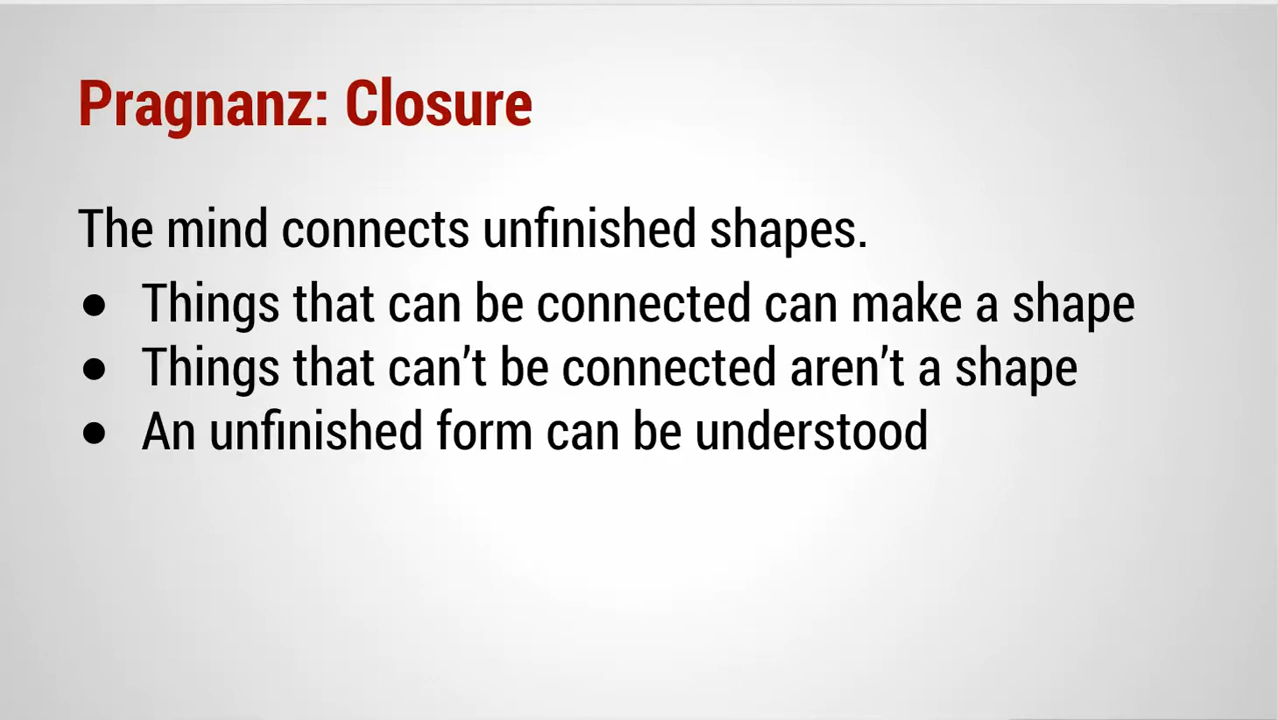 Pragnanz: Closure
The mind connects unfinished shapes.
● Things that can be connected can make a shape
● Things that can’t be connected aren’t a shape
● An unfinished form can be understood